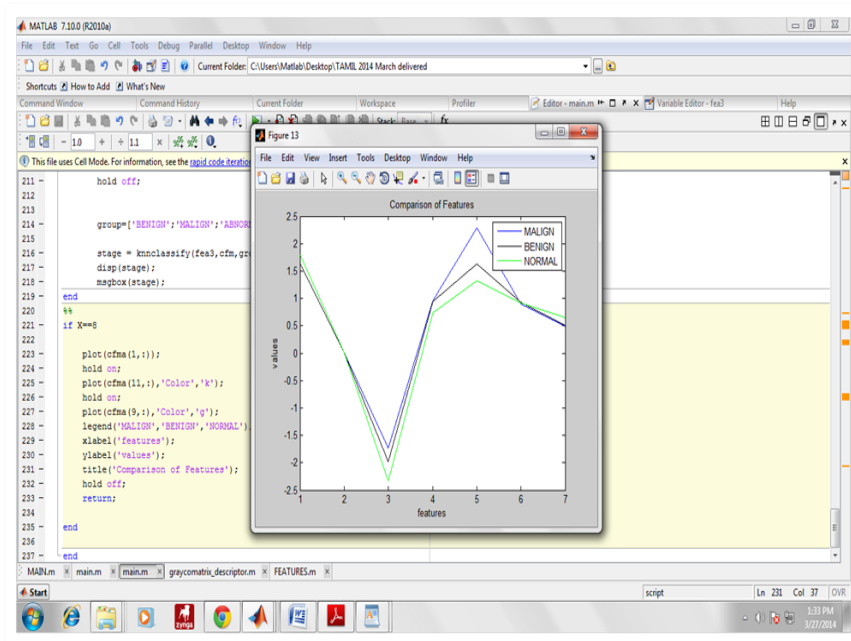 MATLAB 7.10.0 (R2010a)
File Edit Text Go Cell Tools Debug Parallel Desktop Window Help
Current Folder: C:\Users\Matlab\Desktop\TAMIL 2014 March delivered
Shortcuts How to Add What's New
Command Window Command History Current Folder Workspace Profiler Editor - main.m Variable Editor - fea3 Help
Stack: Base fx
1.0 1.1
This file uses Cell Mode. For information, see the rapid code iteratio
211 hold off;
212
213
214 group=['BENIGN';'MALIGN';'ABNOR
215
216 stage = knnclassify(fea3,cfm,gr
217 disp(stage);
218 msgbox(stage);
219 end
220 %%
221 if X==8
222
223 plot(cfma(1,:));
224 hold on;
225 plot(cfma(11,:),'Color','k');
226 hold on;
227 plot(cfma(9,:),'Color','g');
228 legend('MALIGN','BENIGN','NORMAL')
229 xlabel('features');
230 ylabel('values');
231 title('Comparison of Features');
232 hold off;
233 return;
234
235 end
236
237 end
Figure 13
File Edit View Insert Tools Desktop Window Help
Comparison of Features
MALIGN
BENIGN
NORMAL
2.5
2
1.5
1
0.5
0
-0.5
-1
-1.5
-2
-2.5
values
1 2 3 4 5 6 7
features
MAIN.m main.m main.m graycomatrix_descriptor.m FEATURES.m
Start script Ln 231 Col 37 OVR
zynga
1:33 PM
3/27/2014